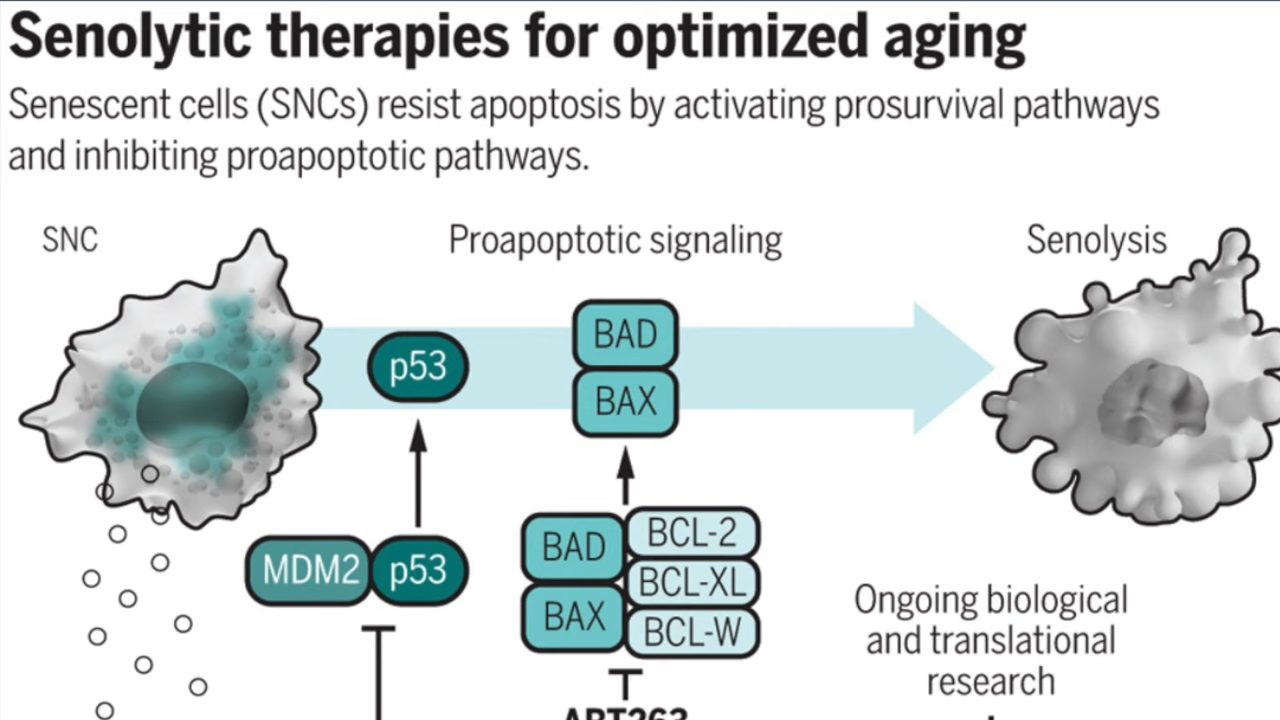 Senolytic therapies for optimized aging
Senescent cells (SNCs) resist apoptosis by activating prosurvival pathways
and inhibiting proapoptotic pathways.
SNC
Proapoptotic signaling
Senolysis
p53
BAD
BAX
MDM2
p53
BAD
BAX
BCL-2
BCL-XL
BCL-W
Ongoing biological
and translational
research
ABT263